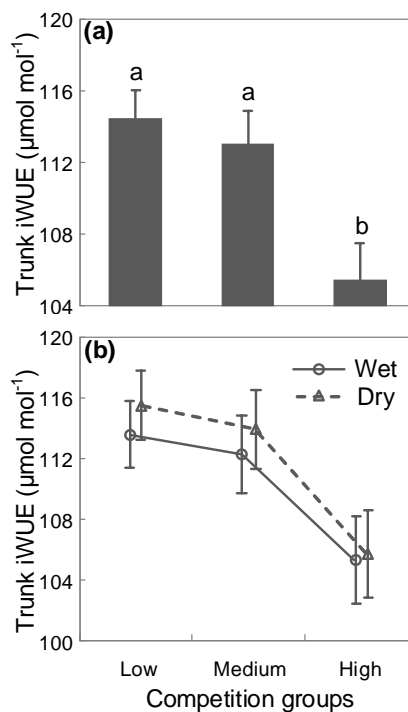 (a)
Trunk iWUE (µmol mol⁻¹)
120
116
112
108
104
a
a
b
(b)
Trunk iWUE (µmol mol⁻¹)
120
116
112
108
104
100
Wet
Dry
Low Medium High
Competition groups